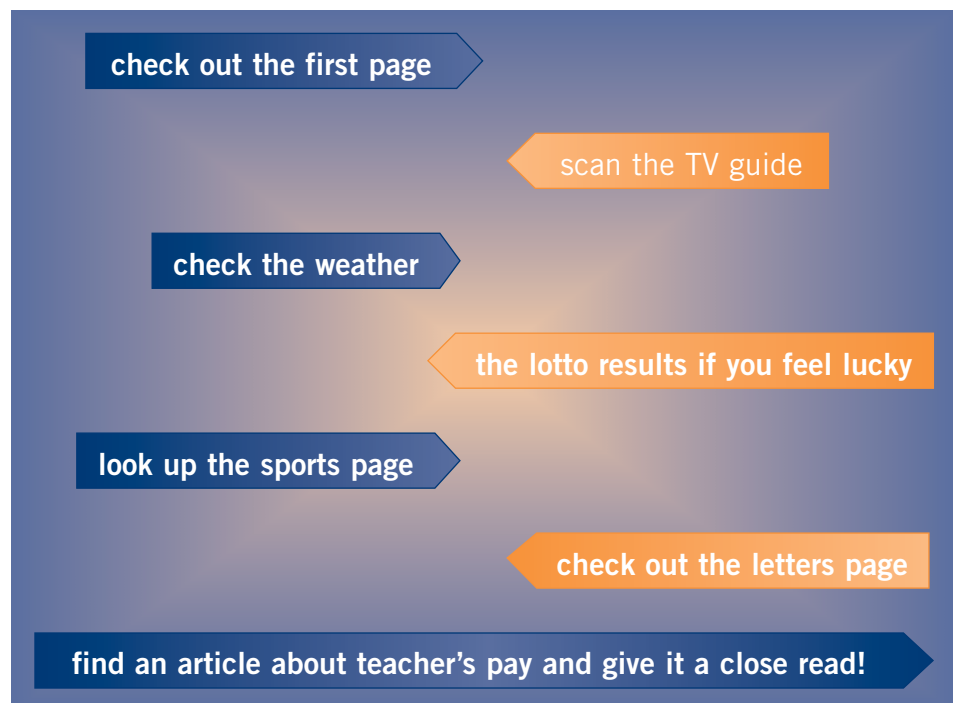 check out the first page
scan the TV guide
check the weather
the lotto results if you feel lucky
look up the sports page
check out the letters page
find an article about teacher’s pay and give it a close read!